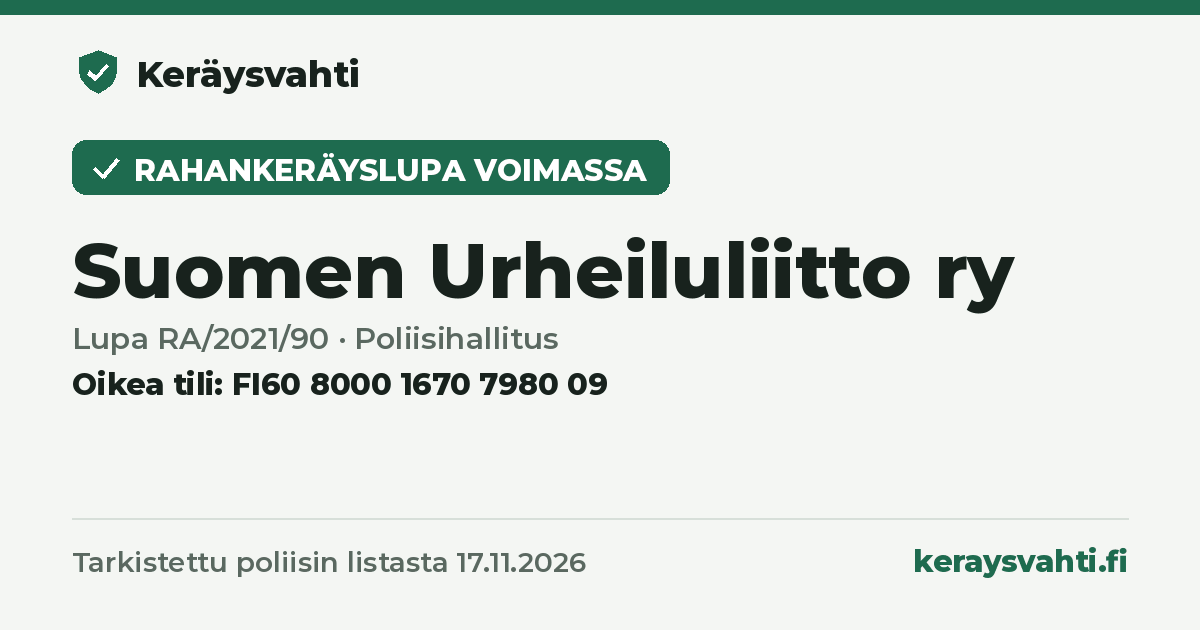 Keräysvahti
RAHANKERÄYSLUPA VOIMASSA
Suomen Urheiluliitto ry
Lupa RA/2021/90 · Poliisihallitus
Oikea tili: FI60 8000 1670 7980 09
Tarkistettu poliisin listasta 17.11.2026
keraysvahti.fi